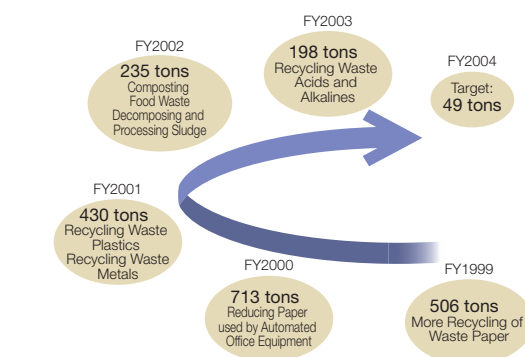 FY2003
198 tons
Recycling Waste
Acids and
Alkalines
FY2002
235 tons
Composting
Food Waste
Decomposing and
Processing Sludge
FY2004
Target:
49 tons
FY2001
430 tons
Recycling Waste
Plastics
Recycling Waste
Metals
FY2000
713 tons
Reducing Paper
used by Automated
Office Equipment
FY1999
506 tons
More Recycling of
Waste Paper